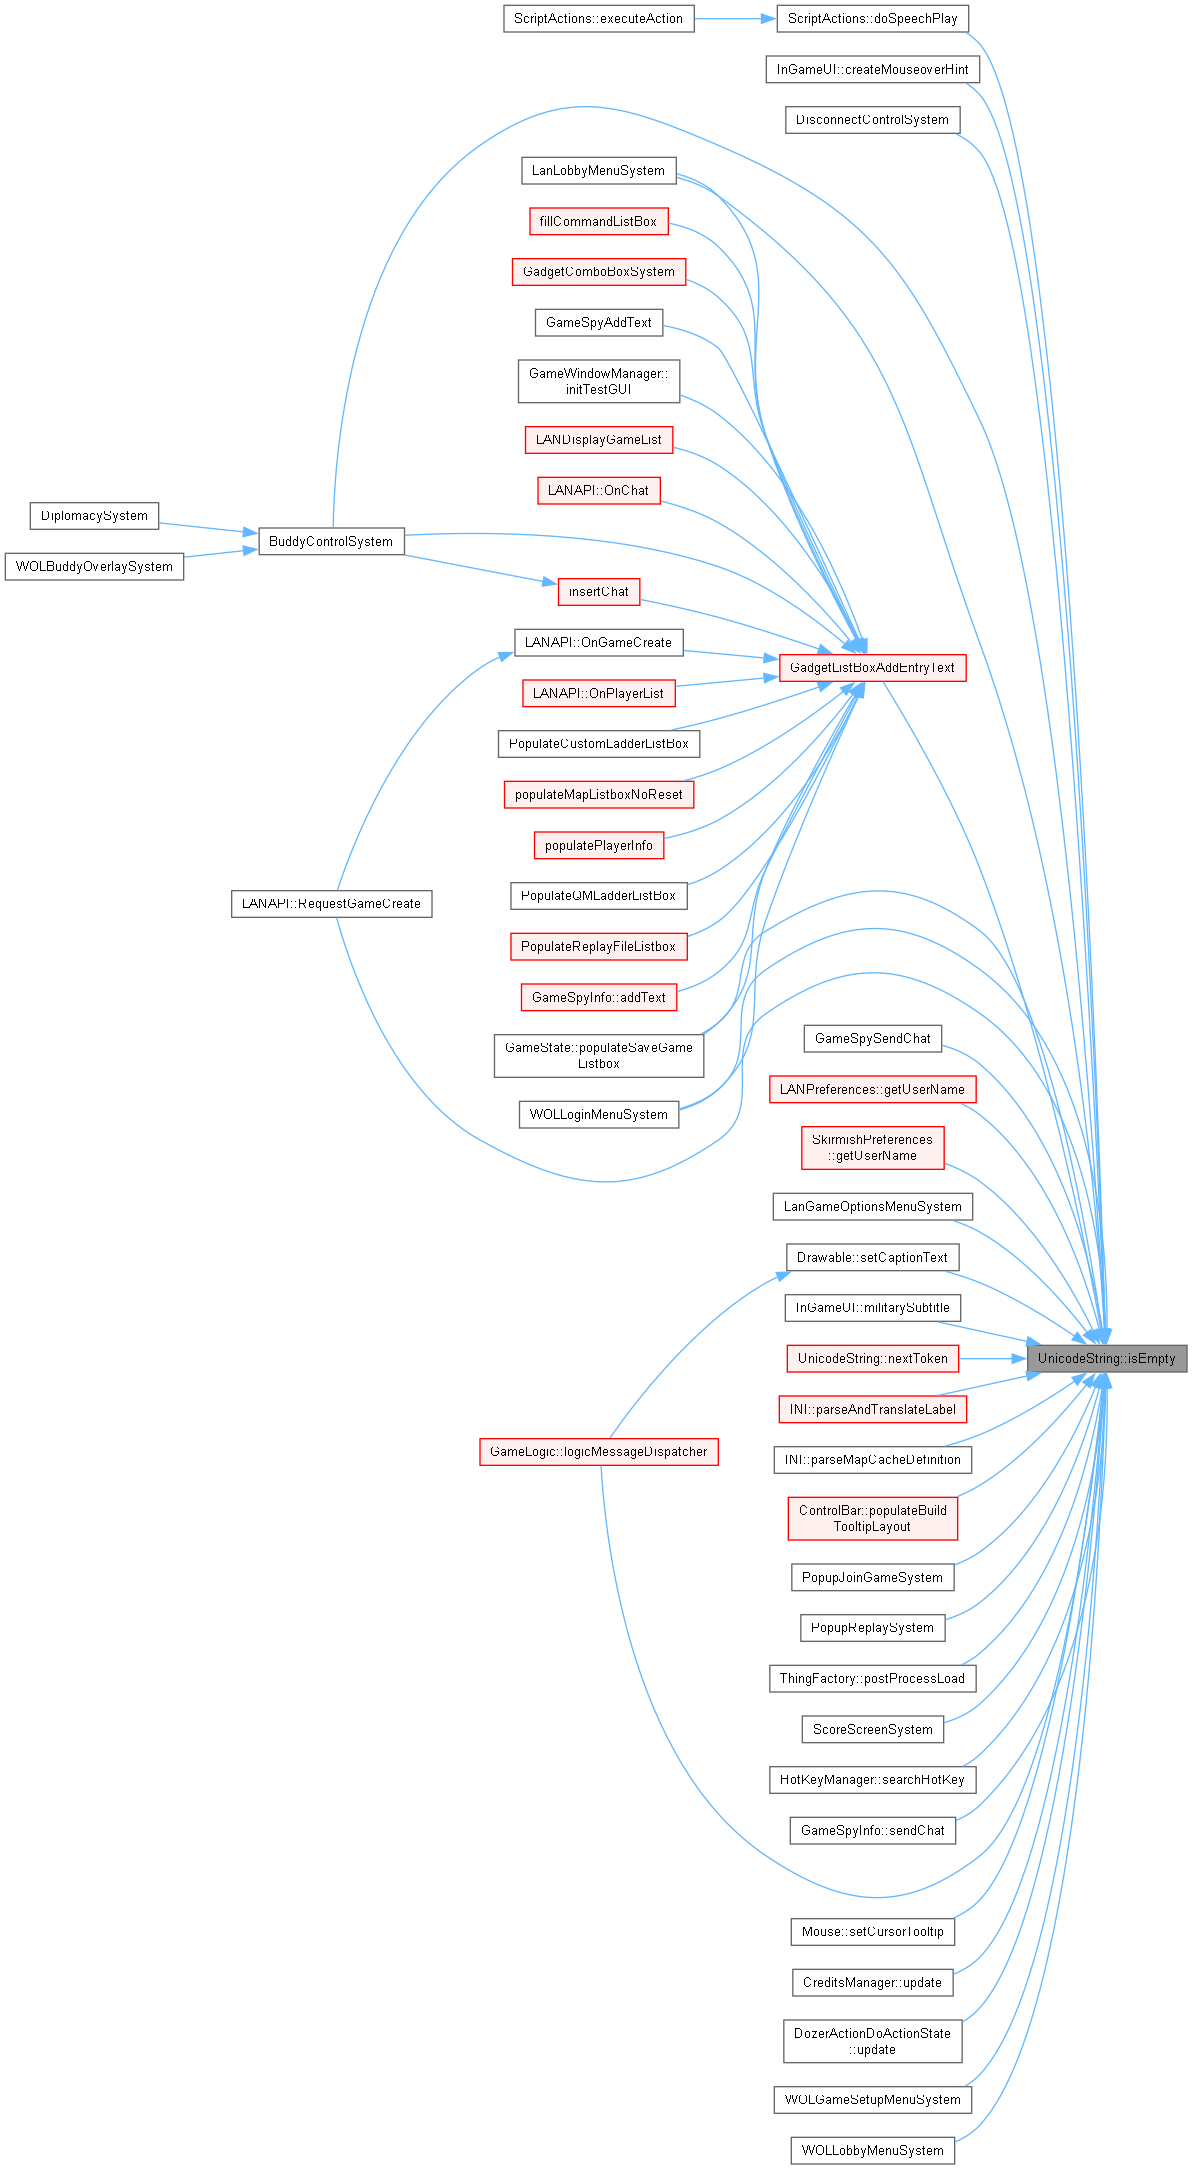 ScriptActions::executeAction
ScriptActions::doSpeechPlay
InGameUI::createMouseoverHint
DisconnectControlSystem
LanLobbyMenuSystem
fillCommandListBox
GadgetComboBoxSystem
GameSpyAddText
GameWindowManager::
initTestGUI
LANDisplayGameList
LANAPI::OnChat
DiplomacySystem
BuddyControlSystem
WOLBuddyOverlaySystem
insertChat
LANAPI::OnGameCreate
GadgetListBoxAddEntryText
LANAPI::OnPlayerList
PopulateCustomLadderListBox
populateMapListboxNoReset
populatePlayerInfo
PopulateQMLadderListBox
LANAPI::RequestGameCreate
PopulateReplayFileListbox
GameSpyInfo::addText
GameState::populateSaveGame
Listbox
WOLLoginMenuSystem
GameSpySendChat
LANPreferences::getUserName
SkirmishPreferences
::getUserName
LanGameOptionsMenuSystem
Drawable::setCaptionText
InGameUI::militarySubtitle
UnicodeString::isEmpty
UnicodeString::nextToken
INI::parseAndTranslateLabel
GameLogic::logicMessageDispatcher
INI::parseMapCacheDefinition
ControlBar::populateBuild
TooltipLayout
PopupJoinGameSystem
PopupReplaySystem
ThingFactory::postProcessLoad
ScoreScreenSystem
HotKeyManager::searchHotKey
GameSpyInfo::sendChat
Mouse::setCursorTooltip
CreditsManager::update
DozerActionDoActionState
::update
WOLGameSetupMenuSystem
WOLLobbyMenuSystem